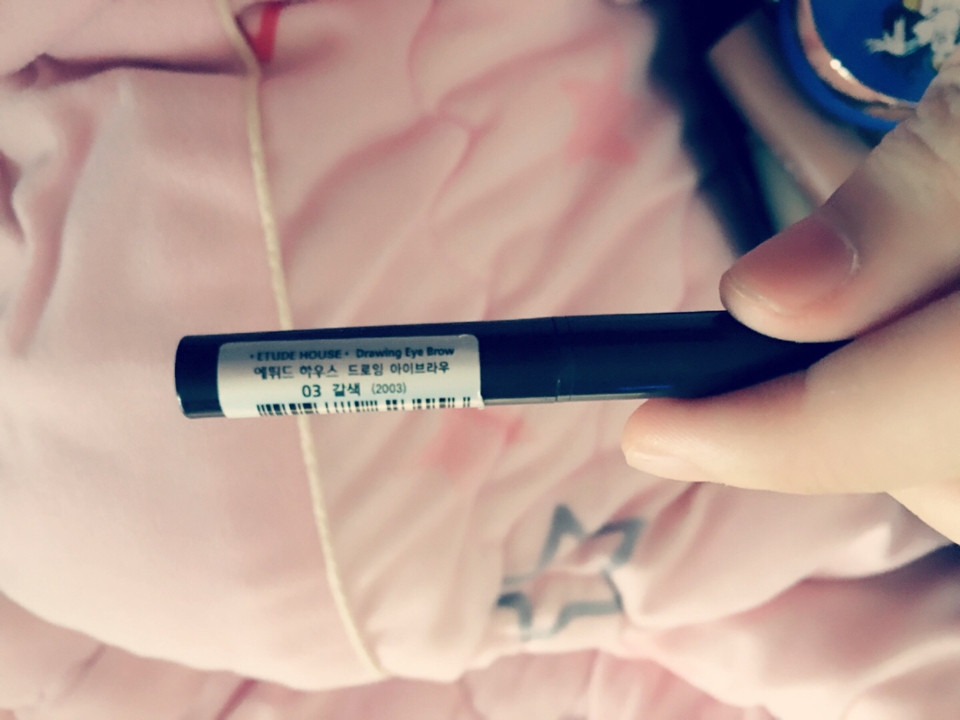 · ETUDE HOUSE · Drawing Eye Brow
에뛰드 하우스 드로잉 아이브라우
03 갈색 (2003)